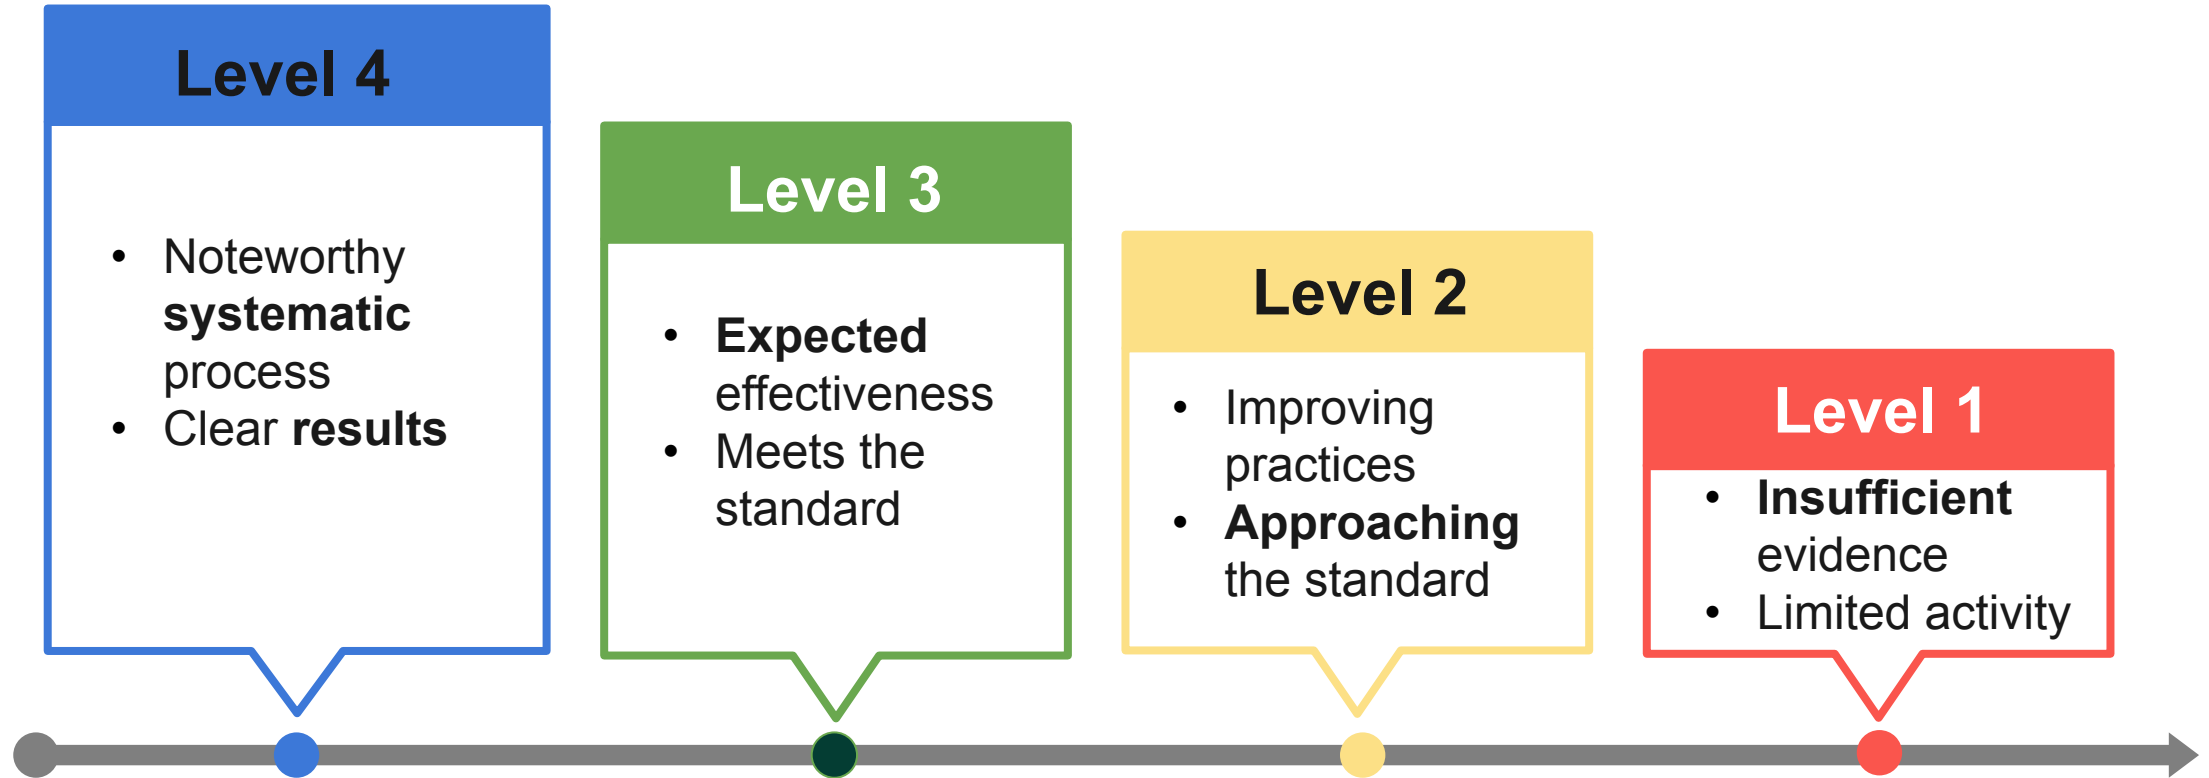 Level 4
• Noteworthy
systematic
process
• Clear results
Level 3
• Expected
effectiveness
• Meets the
standard
Level 2
• Improving
practices
• Approaching
the standard
Level 1
• Insufficient
evidence
• Limited activity